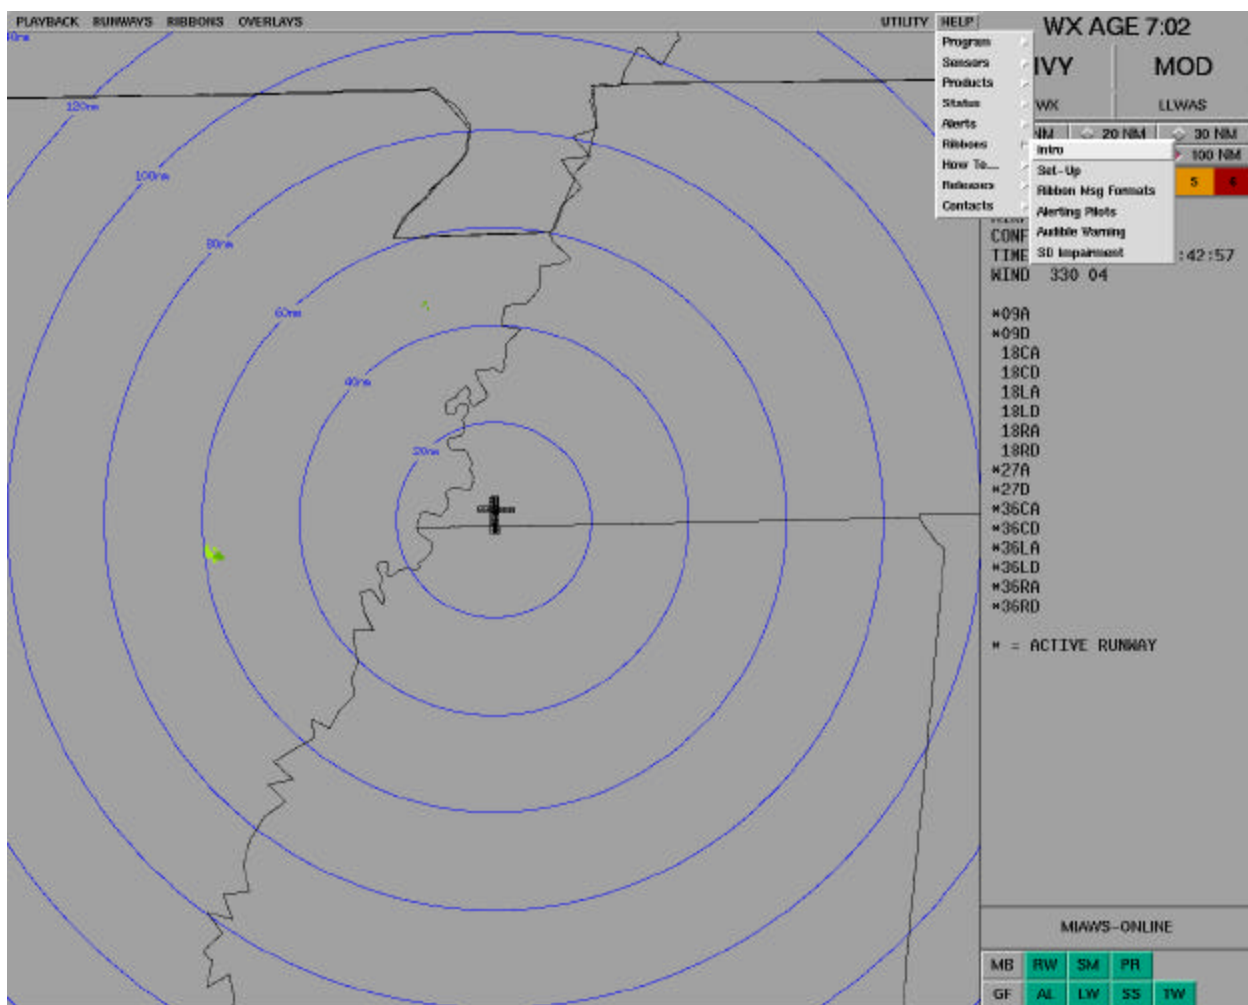 PLAYBACK RUNWAYS RIBBONS OVERLAYS UTILITY HELP
WX AGE 7:02
Program
Sensors
Products
Status
Alerts
Ribbons
How To...
Releases
Contacts
Intro
Set-Up
Ribbon Msg Formats
Alerting Pilots
Audible Warning
SD Impairment
MOD
WX LLWAS
NM 20 NM 30 NM
100 NM
5 6
CONF
TIME :42:57
WIND 330 04
*09A
*09D
18CA
18CD
18LA
18LD
18RA
18RD
*27A
*27D
*36CA
*36CD
*36LA
*36LD
*36RA
*36RD
* = ACTIVE RUNWAY
MIAWS-ONLINE
MB RW SM PR
GF AL LW SS TW
120nm
100nm
80nm
60nm
40nm
20nm